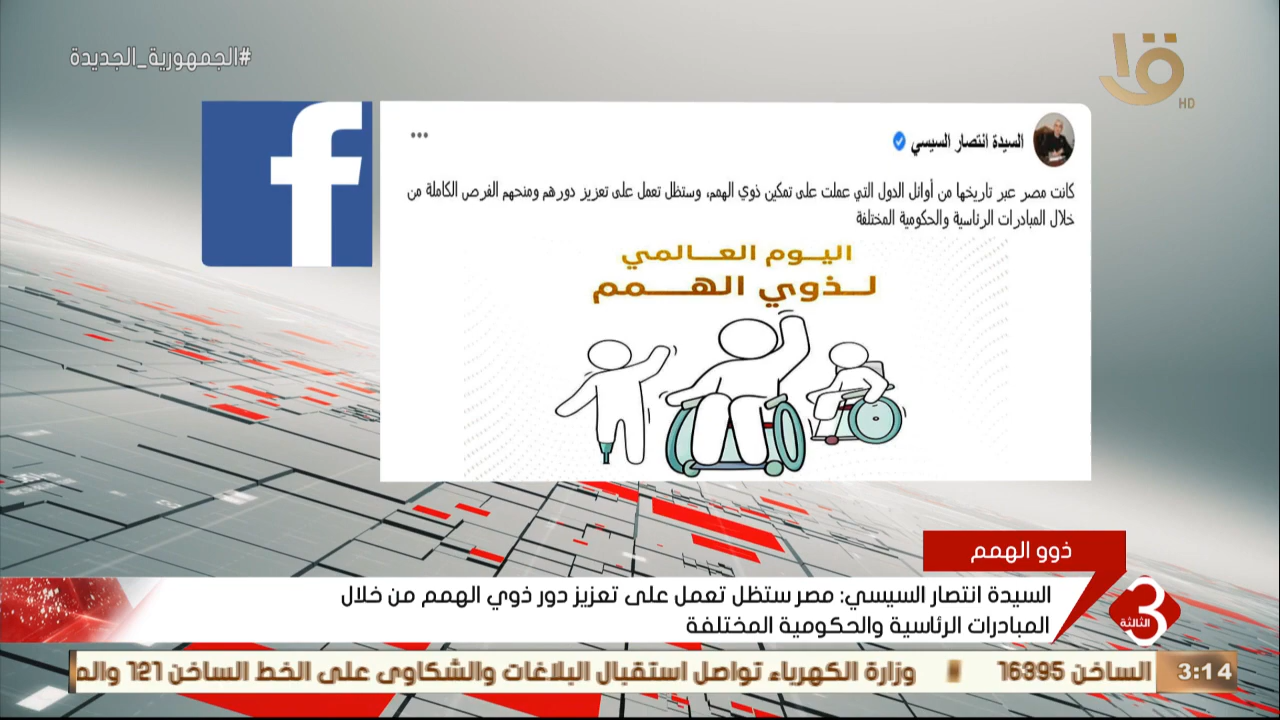 #الجمهورية_الجديدة
HD
السيدة انتصار السيسي
كانت مصر عبر تاريخها من أوائل الدول التي عملت على تمكين ذوي الهمم، وستظل تعمل على تعزيز دورهم ومنحهم الفرص الكاملة من
خلال المبادرات الرئاسية والحكومية المختلفة
اليوم العالمي
لذوي الهمم
ذوو الهمم
السيدة انتصار السيسي: مصر ستظل تعمل على تعزيز دور ذوي الهمم من خلال
المبادرات الرئاسية والحكومية المختلفة
3
الثالثة
3:14
الساخن 16395 وزارة الكهرباء تواصل استقبال البلاغات والشكاوى على الخط الساخن 121 والم